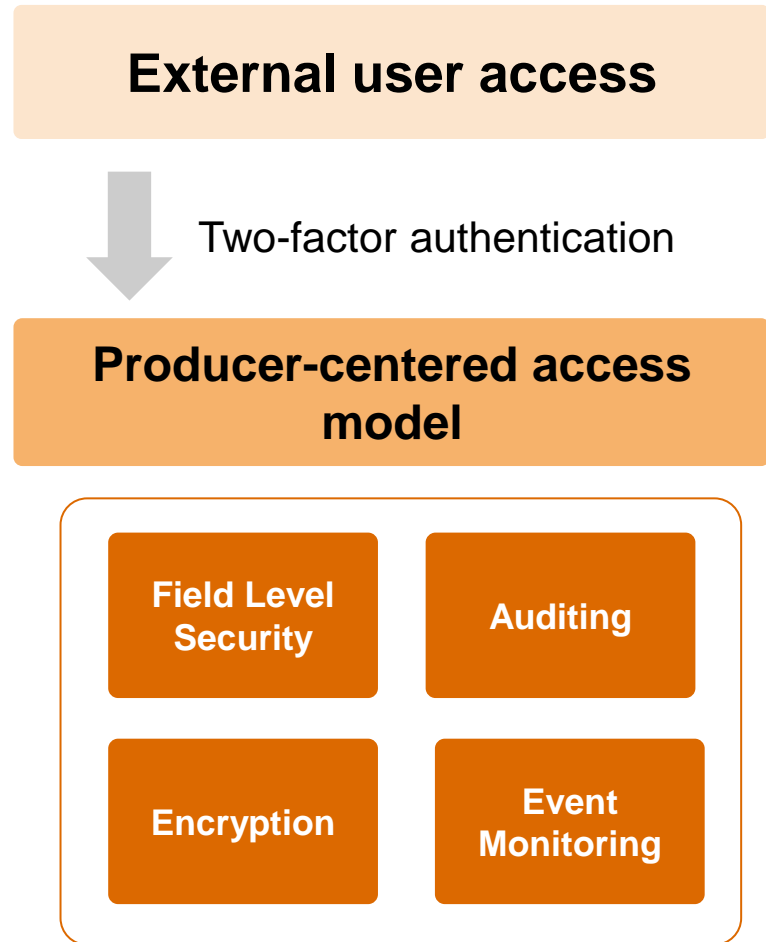 External user access
Two-factor authentication
Producer-centered access
model
Field Level
Security
Auditing
Encryption
Event
Monitoring